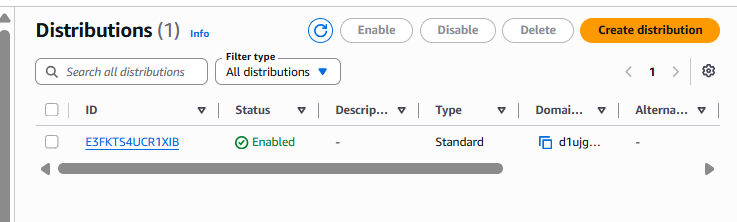 Distributions (1) Info
Enable
Disable
Delete
Create distribution
Search all distributions
Filter type
All distributions
1
ID
Status
Descrip...
Type
Domai...
Alterna...
E3FKTS4UCR1XIB
Enabled
-
Standard
d1ujg...
-